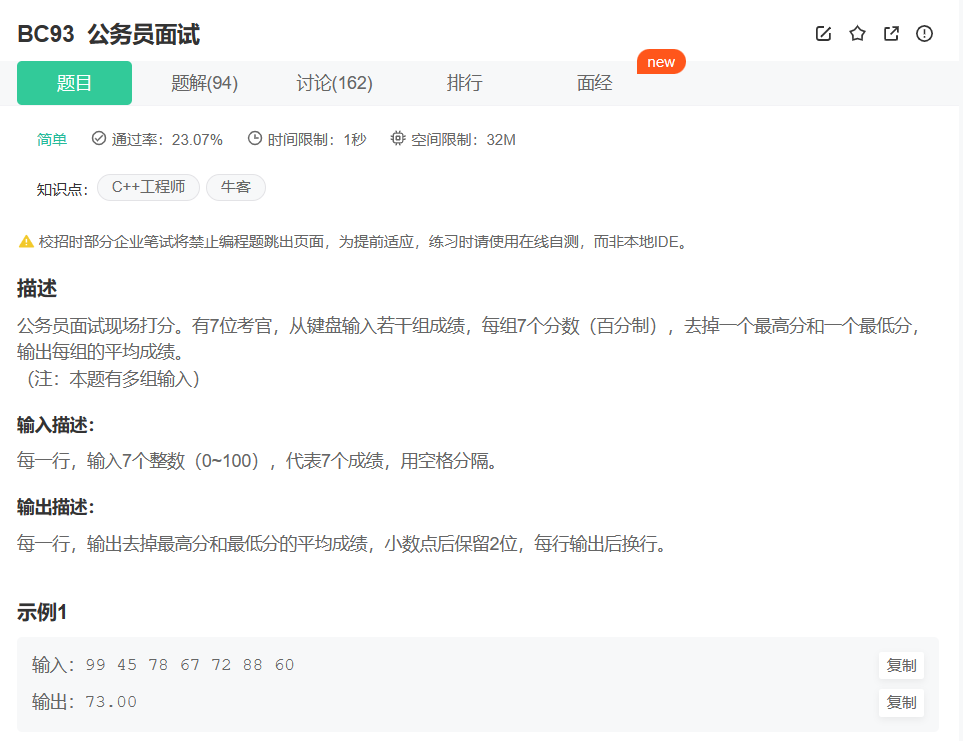 BC93 公务员面试
题目 题解(94) 讨论(162) 排行 面经 new
简单 通过率：23.07% 时间限制：1秒 空间限制：32M
知识点： C++工程师 牛客
校招时部分企业笔试将禁止编程题跳出页面，为提前适应，练习时请使用在线自测，而非本地IDE。
描述
公务员面试现场打分。有7位考官，从键盘输入若干组成绩，每组7个分数（百分制），去掉一个最高分和一个最低分，
输出每组的平均成绩。
（注：本题有多组输入）
输入描述：
每一行，输入7个整数（0~100），代表7个成绩，用空格分隔。
输出描述：
每一行，输出去掉最高分和最低分的平均成绩，小数点后保留2位，每行输出后换行。
示例1
输入：99 45 78 67 72 88 60 复制
输出：73.00 复制